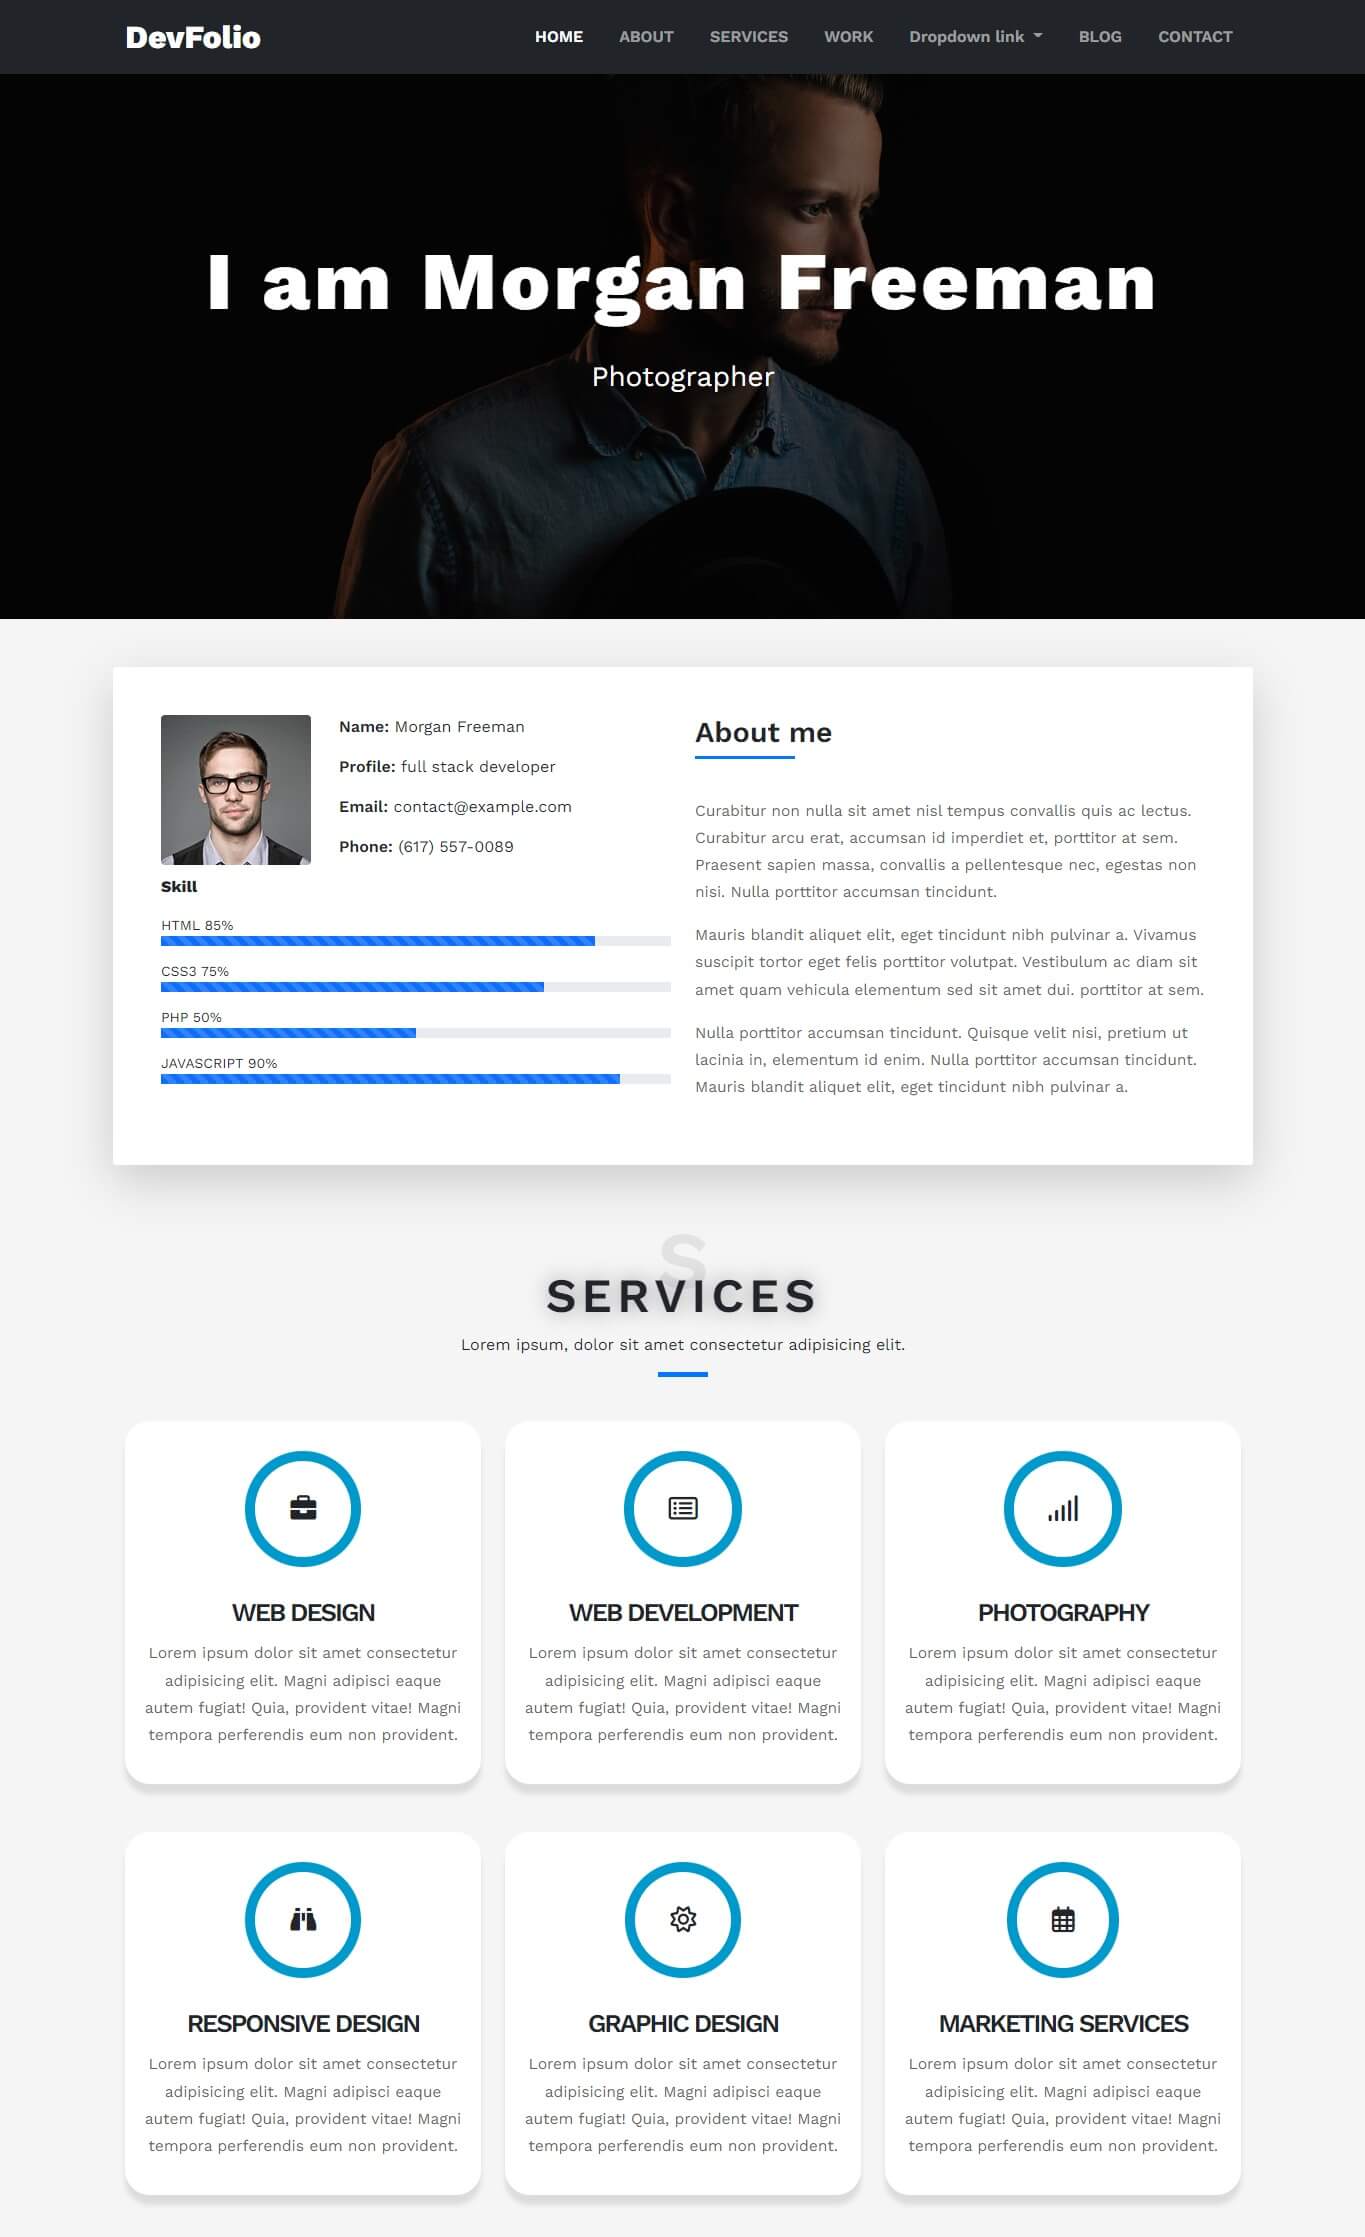 DevFolio
HOME ABOUT SERVICES WORK Dropdown link BLOG CONTACT
I am Morgan Freeman
Photographer
Name: Morgan Freeman
Profile: full stack developer
Email: contact@example.com
Phone: (617) 557-0089
Skill
HTML 85%
CSS3 75%
PHP 50%
JAVASCRIPT 90%
About me
Curabitur non nulla sit amet nisl tempus convallis quis ac lectus.
Curabitur arcu erat, accumsan id imperdiet et, porttitor at sem.
Praesent sapien massa, convallis a pellentesque nec, egestas non
nisi. Nulla porttitor accumsan tincidunt.
Mauris blandit aliquet elit, eget tincidunt nibh pulvinar a. Vivamus
suscipit tortor eget felis porttitor volutpat. Vestibulum ac diam sit
amet quam vehicula elementum sed sit amet dui. porttitor at sem.
Nulla porttitor accumsan tincidunt. Quisque velit nisi, pretium ut
lacinia in, elementum id enim. Nulla porttitor accumsan tincidunt.
Mauris blandit aliquet elit, eget tincidunt nibh pulvinar a.
S
SERVICES
Lorem ipsum, dolor sit amet consectetur adipisicing elit.
WEB DESIGN
Lorem ipsum dolor sit amet consectetur
adipisicing elit. Magni adipisci eaque
autem fugiat! Quia, provident vitae! Magni
tempora perferendis eum non provident.
WEB DEVELOPMENT
Lorem ipsum dolor sit amet consectetur
adipisicing elit. Magni adipisci eaque
autem fugiat! Quia, provident vitae! Magni
tempora perferendis eum non provident.
PHOTOGRAPHY
Lorem ipsum dolor sit amet consectetur
adipisicing elit. Magni adipisci eaque
autem fugiat! Quia, provident vitae! Magni
tempora perferendis eum non provident.
RESPONSIVE DESIGN
Lorem ipsum dolor sit amet consectetur
adipisicing elit. Magni adipisci eaque
autem fugiat! Quia, provident vitae! Magni
tempora perferendis eum non provident.
GRAPHIC DESIGN
Lorem ipsum dolor sit amet consectetur
adipisicing elit. Magni adipisci eaque
autem fugiat! Quia, provident vitae! Magni
tempora perferendis eum non provident.
MARKETING SERVICES
Lorem ipsum dolor sit amet consectetur
adipisicing elit. Magni adipisci eaque
autem fugiat! Quia, provident vitae! Magni
tempora perferendis eum non provident.